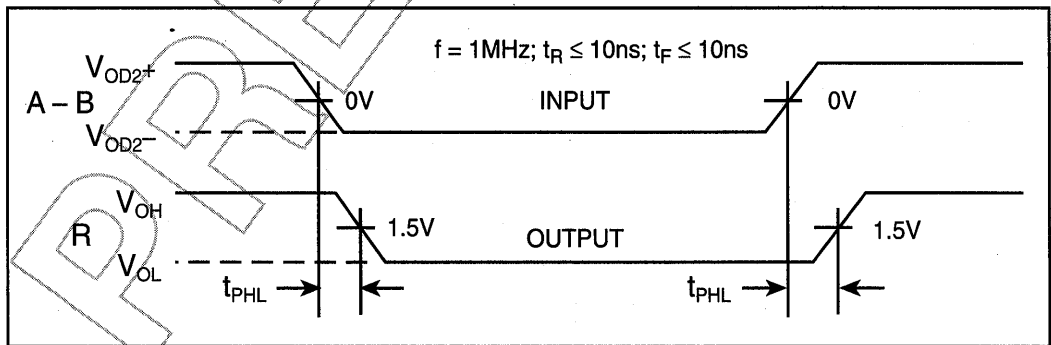 f = 1MHz; tR ≤ 10ns; tF ≤ 10ns
VOD2+
A – B
0V
INPUT
0V
VOD2–
VOH
R
1.5V
OUTPUT
1.5V
VOL
tPHL
tPHL
PRE